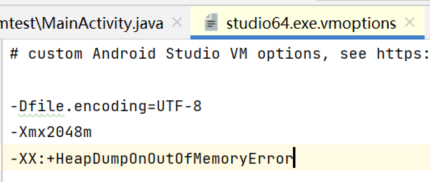 mtest\MainActivity.java
studio64.exe.vmoptions
# custom Android Studio VM options, see https:
-Dfile.encoding=UTF-8
-Xmx2048m
-XX:+HeapDumpOnOutOfMemoryError